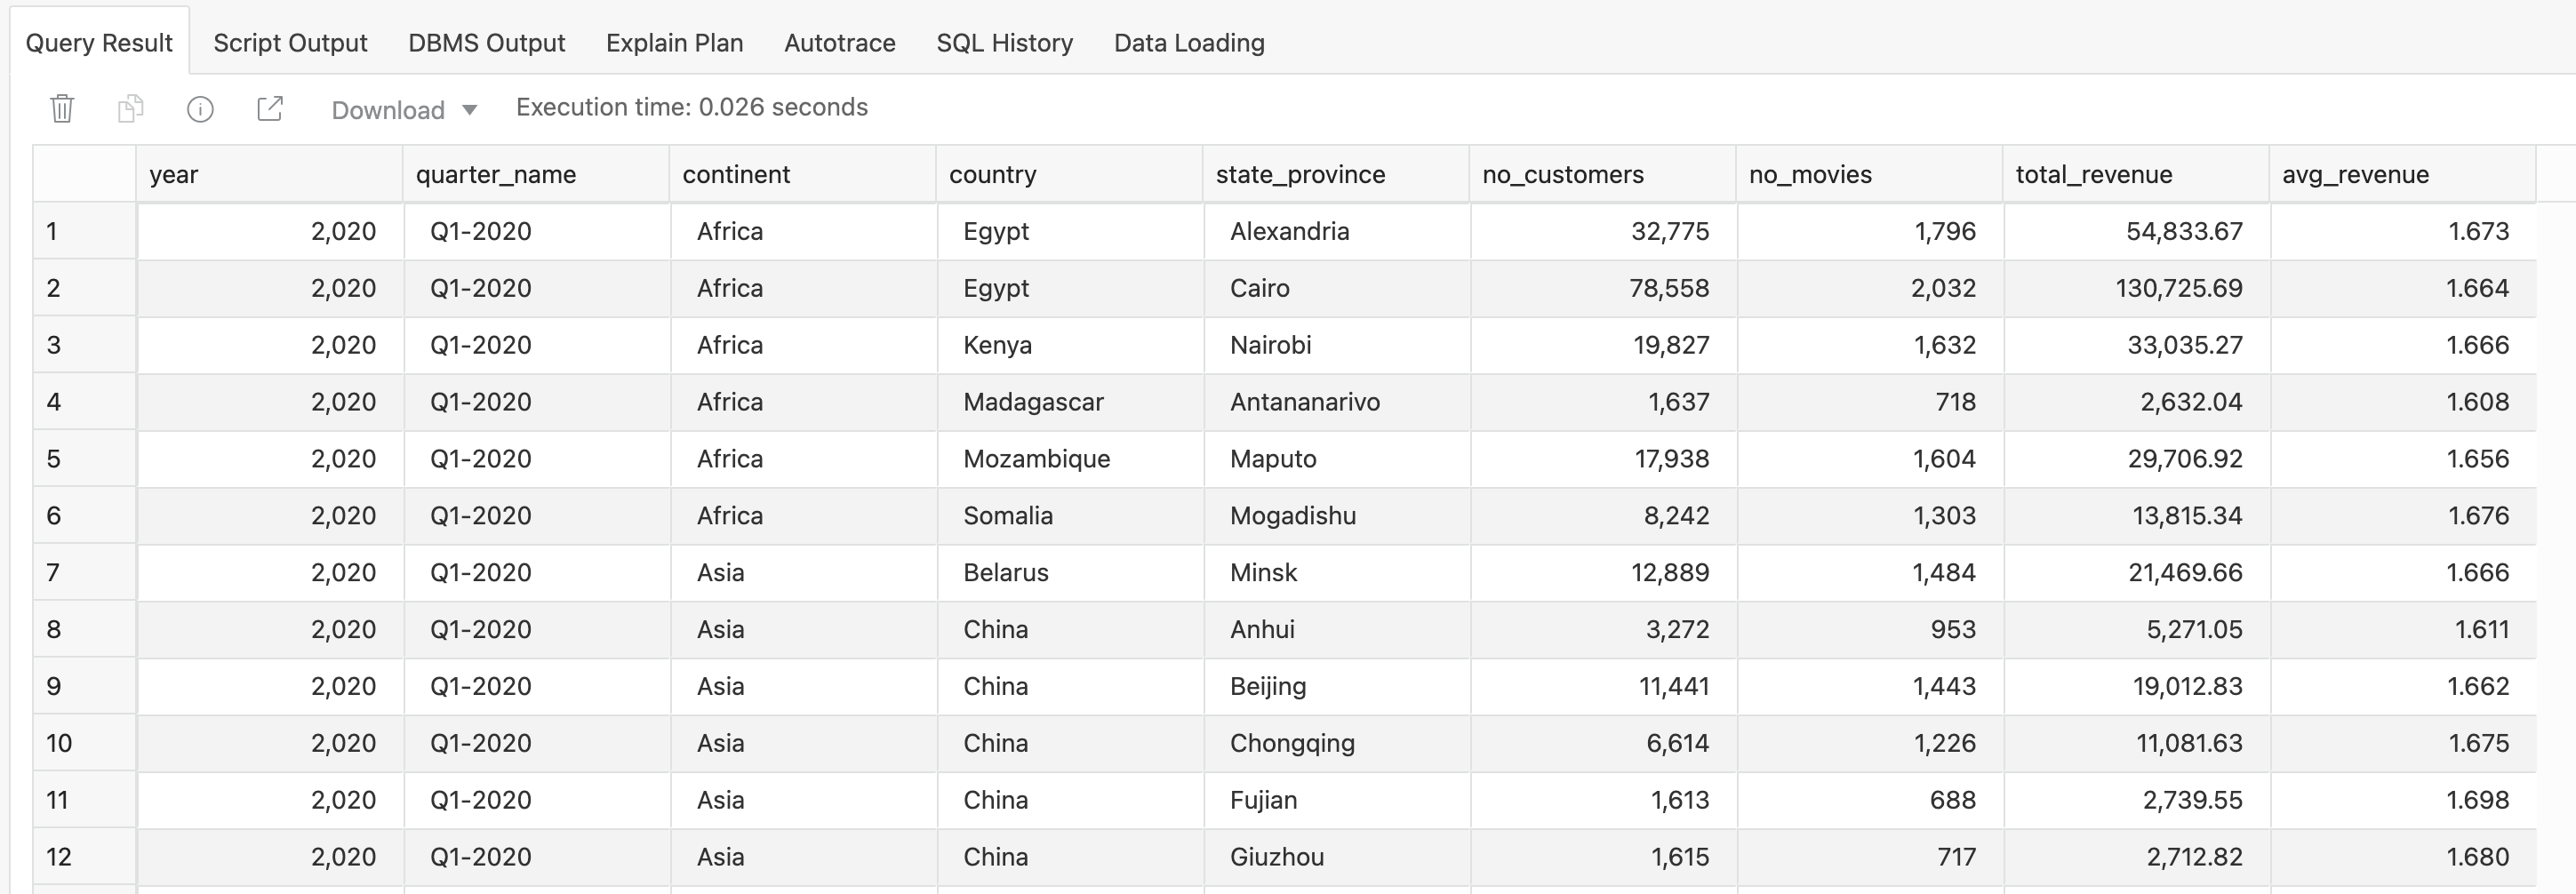 Query Result Script Output DBMS Output Explain Plan Autotrace SQL History Data Loading
Download Execution time: 0.026 seconds
year quarter_name continent country state_province no_customers no_movies total_revenue avg_revenue
1 2,020 Q1-2020 Africa Egypt Alexandria 32,775 1,796 54,833.67 1.673
2 2,020 Q1-2020 Africa Egypt Cairo 78,558 2,032 130,725.69 1.664
3 2,020 Q1-2020 Africa Kenya Nairobi 19,827 1,632 33,035.27 1.666
4 2,020 Q1-2020 Africa Madagascar Antananarivo 1,637 718 2,632.04 1.608
5 2,020 Q1-2020 Africa Mozambique Maputo 17,938 1,604 29,706.92 1.656
6 2,020 Q1-2020 Africa Somalia Mogadishu 8,242 1,303 13,815.34 1.676
7 2,020 Q1-2020 Asia Belarus Minsk 12,889 1,484 21,469.66 1.666
8 2,020 Q1-2020 Asia China Anhui 3,272 953 5,271.05 1.611
9 2,020 Q1-2020 Asia China Beijing 11,441 1,443 19,012.83 1.662
10 2,020 Q1-2020 Asia China Chongqing 6,614 1,226 11,081.63 1.675
11 2,020 Q1-2020 Asia China Fujian 1,613 688 2,739.55 1.698
12 2,020 Q1-2020 Asia China Giuzhou 1,615 717 2,712.82 1.680